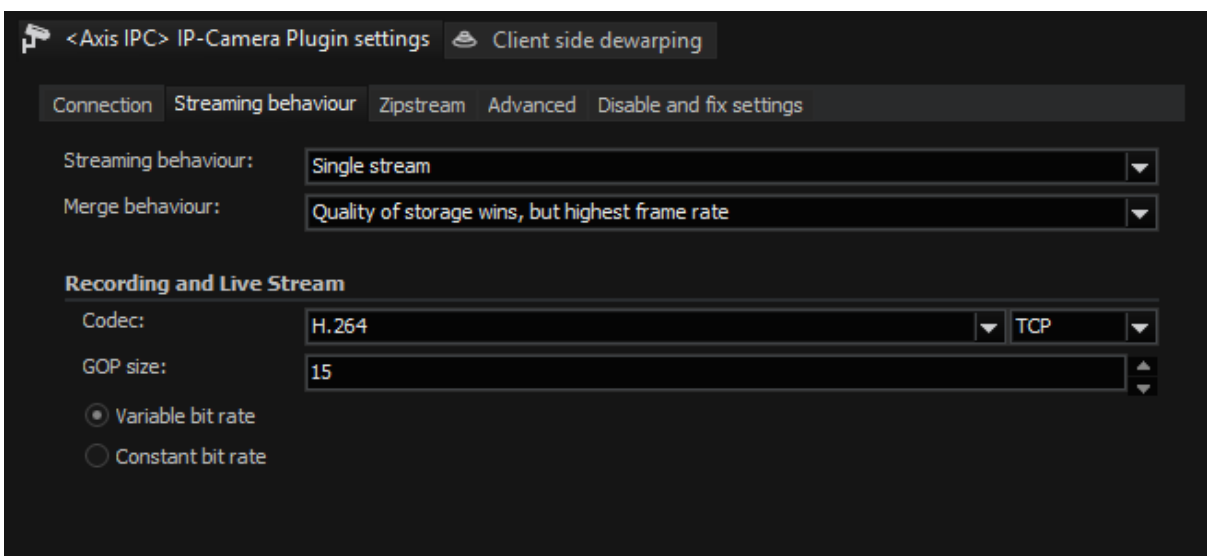 <Axis IPC> IP-Camera Plugin settings Client side dewarping
Connection Streaming behaviour Zipstream Advanced Disable and fix settings
Streaming behaviour: Single stream
Merge behaviour: Quality of storage wins, but highest frame rate
Recording and Live Stream
Codec: H.264 TCP
GOP size: 15
Variable bit rate
Constant bit rate